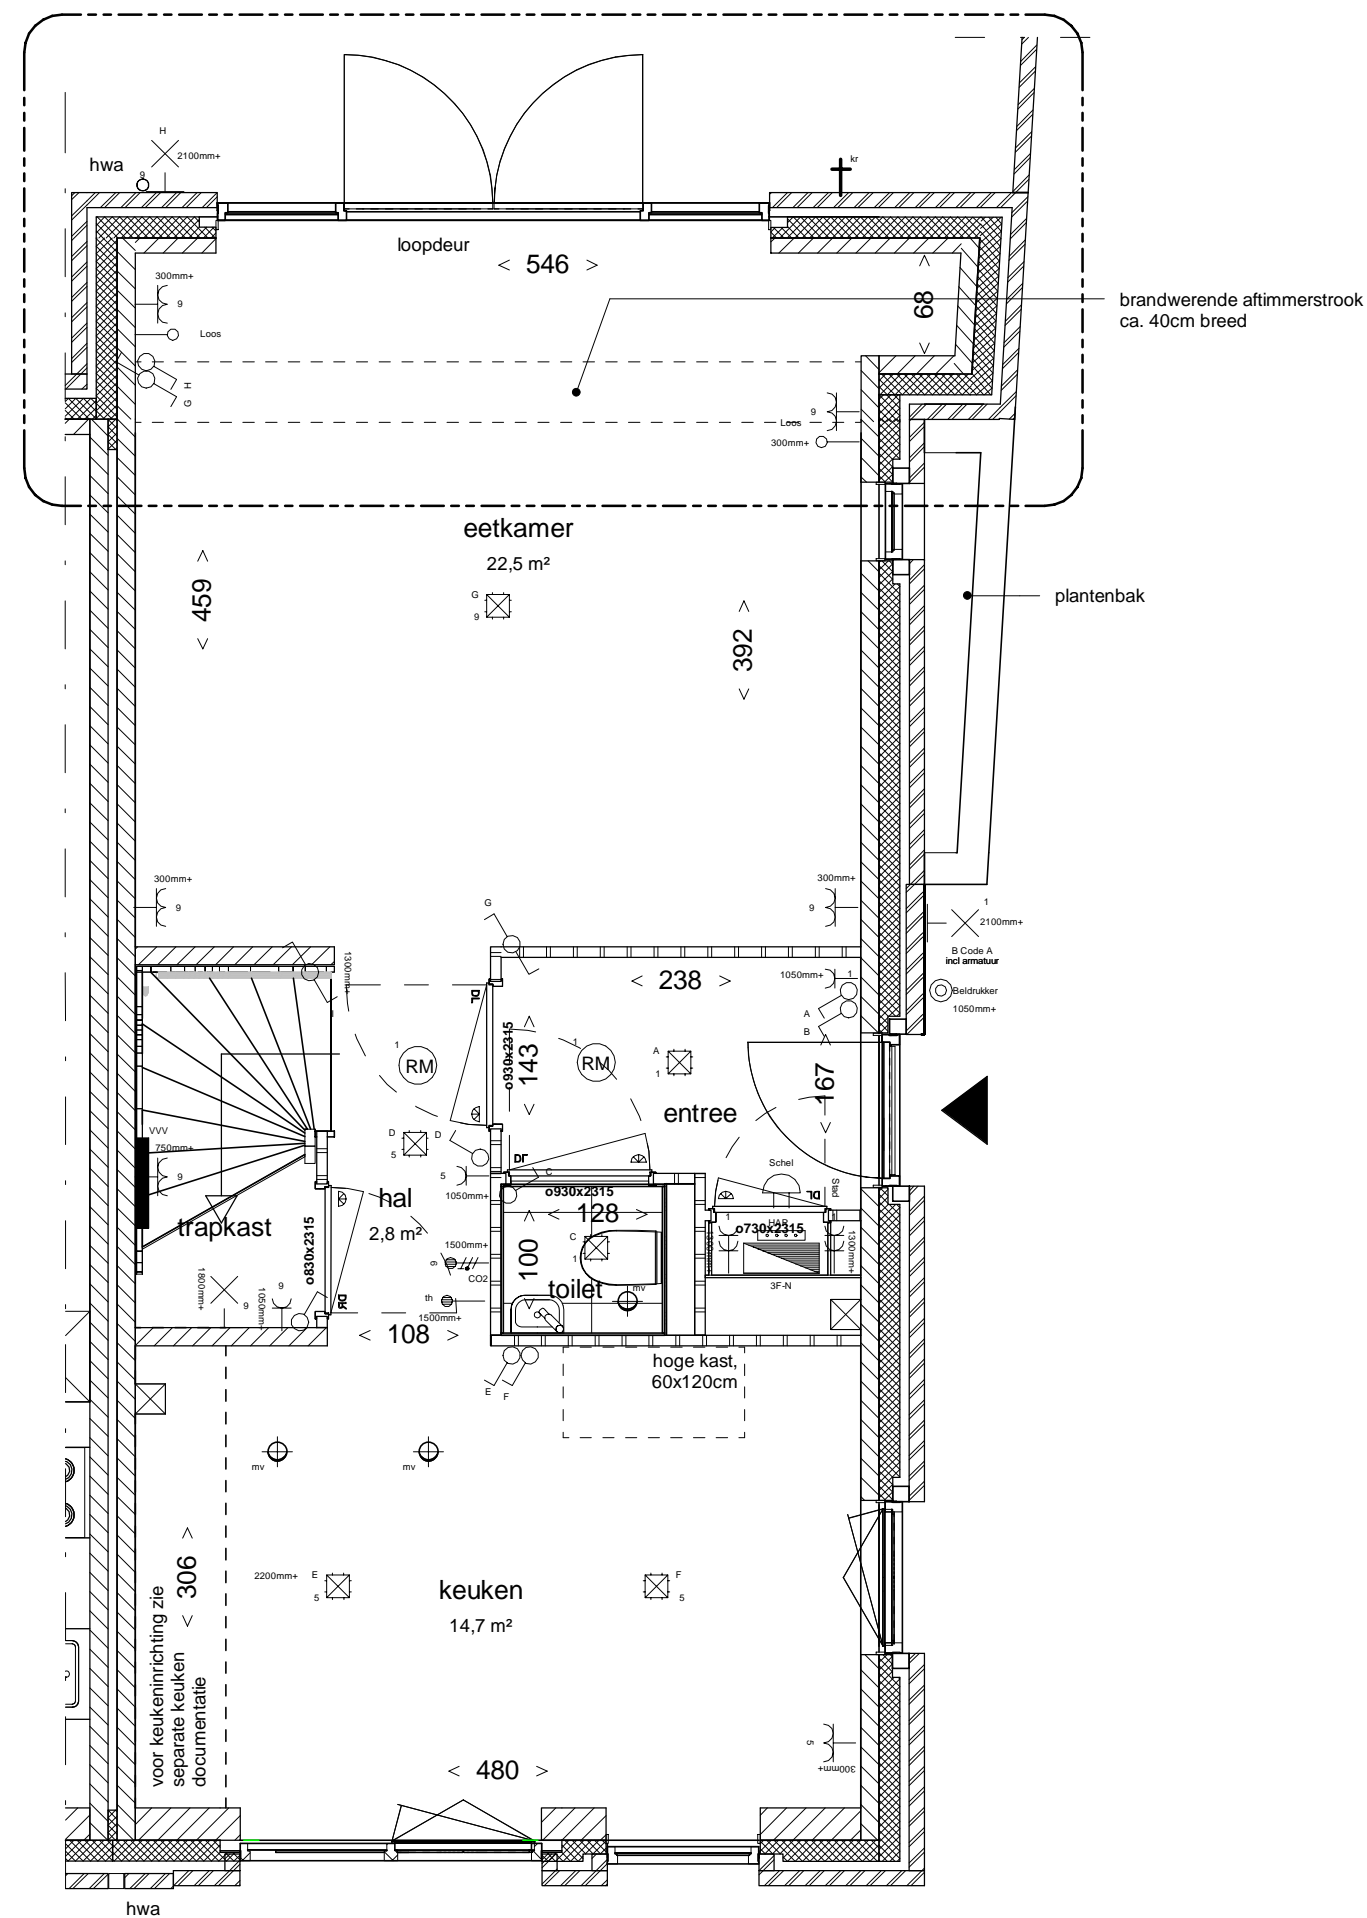 H
2100mm+
hwa
9
kr
loopdeur
< 546 >
300mm+
9
< 68 >
brandwerende aftimmerstrook
ca. 40cm breed
Loos
H
G
9
Loos
300mm+
eetkamer
22,5 m²
G
9
< 459 >
< 392 >
plantenbak
300mm+
9
300mm+
9
G
1
2100mm+
B Code A
incl armatuur
Beldrukker
1050mm+
1300mm+
DL
< 238 >
1050mm+
1
A
B
o930x2315
< 143 >
1
RM
1
RM
A
1
< 167 >
entree
VVV
750mm+
9
D
5
D
5
1050mm+
DL
C
o930x2315
Schel
DL
Stad
hal
2,8 m²
trapkast
o830x2315
< 128 >
< 100 >
C
1
toilet
mv
1
HAR
o730x2315
1300mm+
1300mm+
3F-N
1500mm+
9
CO2
th
1500mm+
1800mm+
9
1050mm+
9
DR
< 108 >
E
F
hoge kast,
60x120cm
mv
mv
< 306 >
2200mm+
E
5
keuken
14,7 m²
F
5
voor keukeninrichting zie
separate keuken
documentatie
5
300mm+
< 480 >
hwa